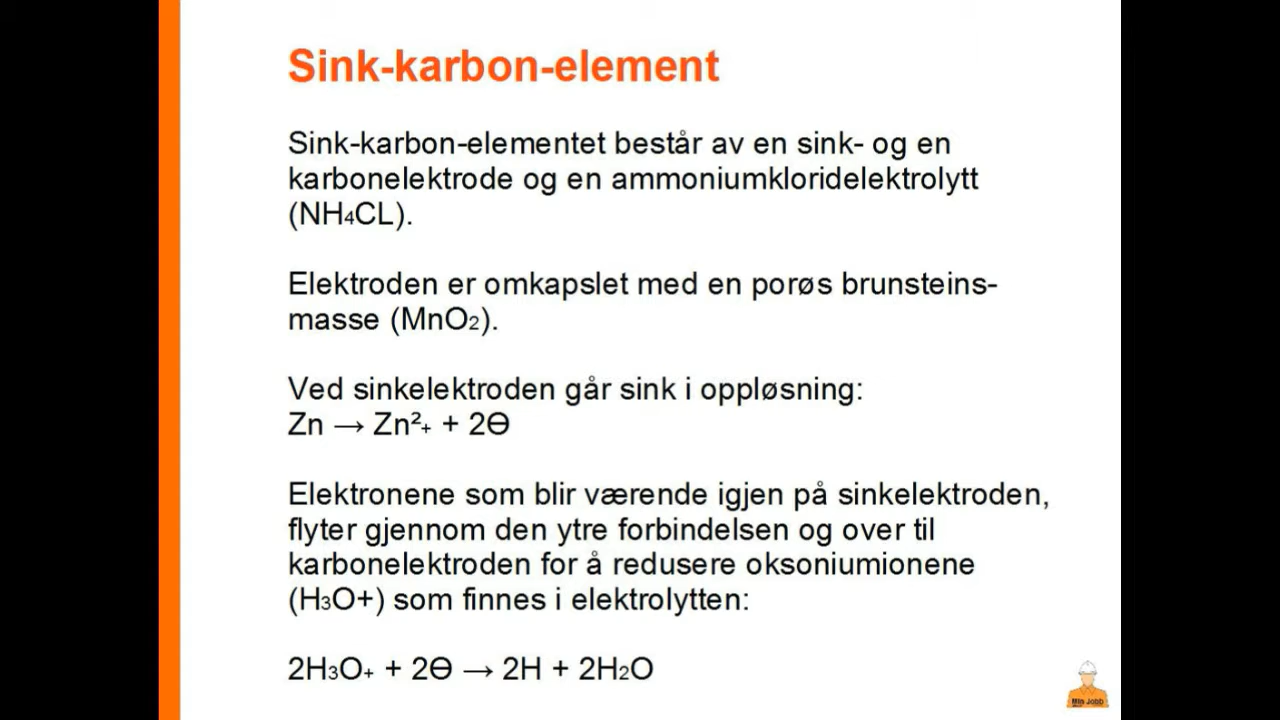 Sink-karbon-element
Sink-karbon-elementet består av en sink- og en
karbonelektrode og en ammoniumkloridelektrolytt
(NH₄CL).
Elektroden er omkapslet med en porøs brunsteins-
masse (MnO₂).
Ved sinkelektroden går sink i oppløsning:
Zn → Zn²₊ + 2Ɵ
Elektronene som blir værende igjen på sinkelektroden,
flyter gjennom den ytre forbindelsen og over til
karbonelektroden for å redusere oksoniumionene
(H₃O+) som finnes i elektrolytten:
2H₃O₊ + 2Ɵ → 2H + 2H₂O
Min Jobb